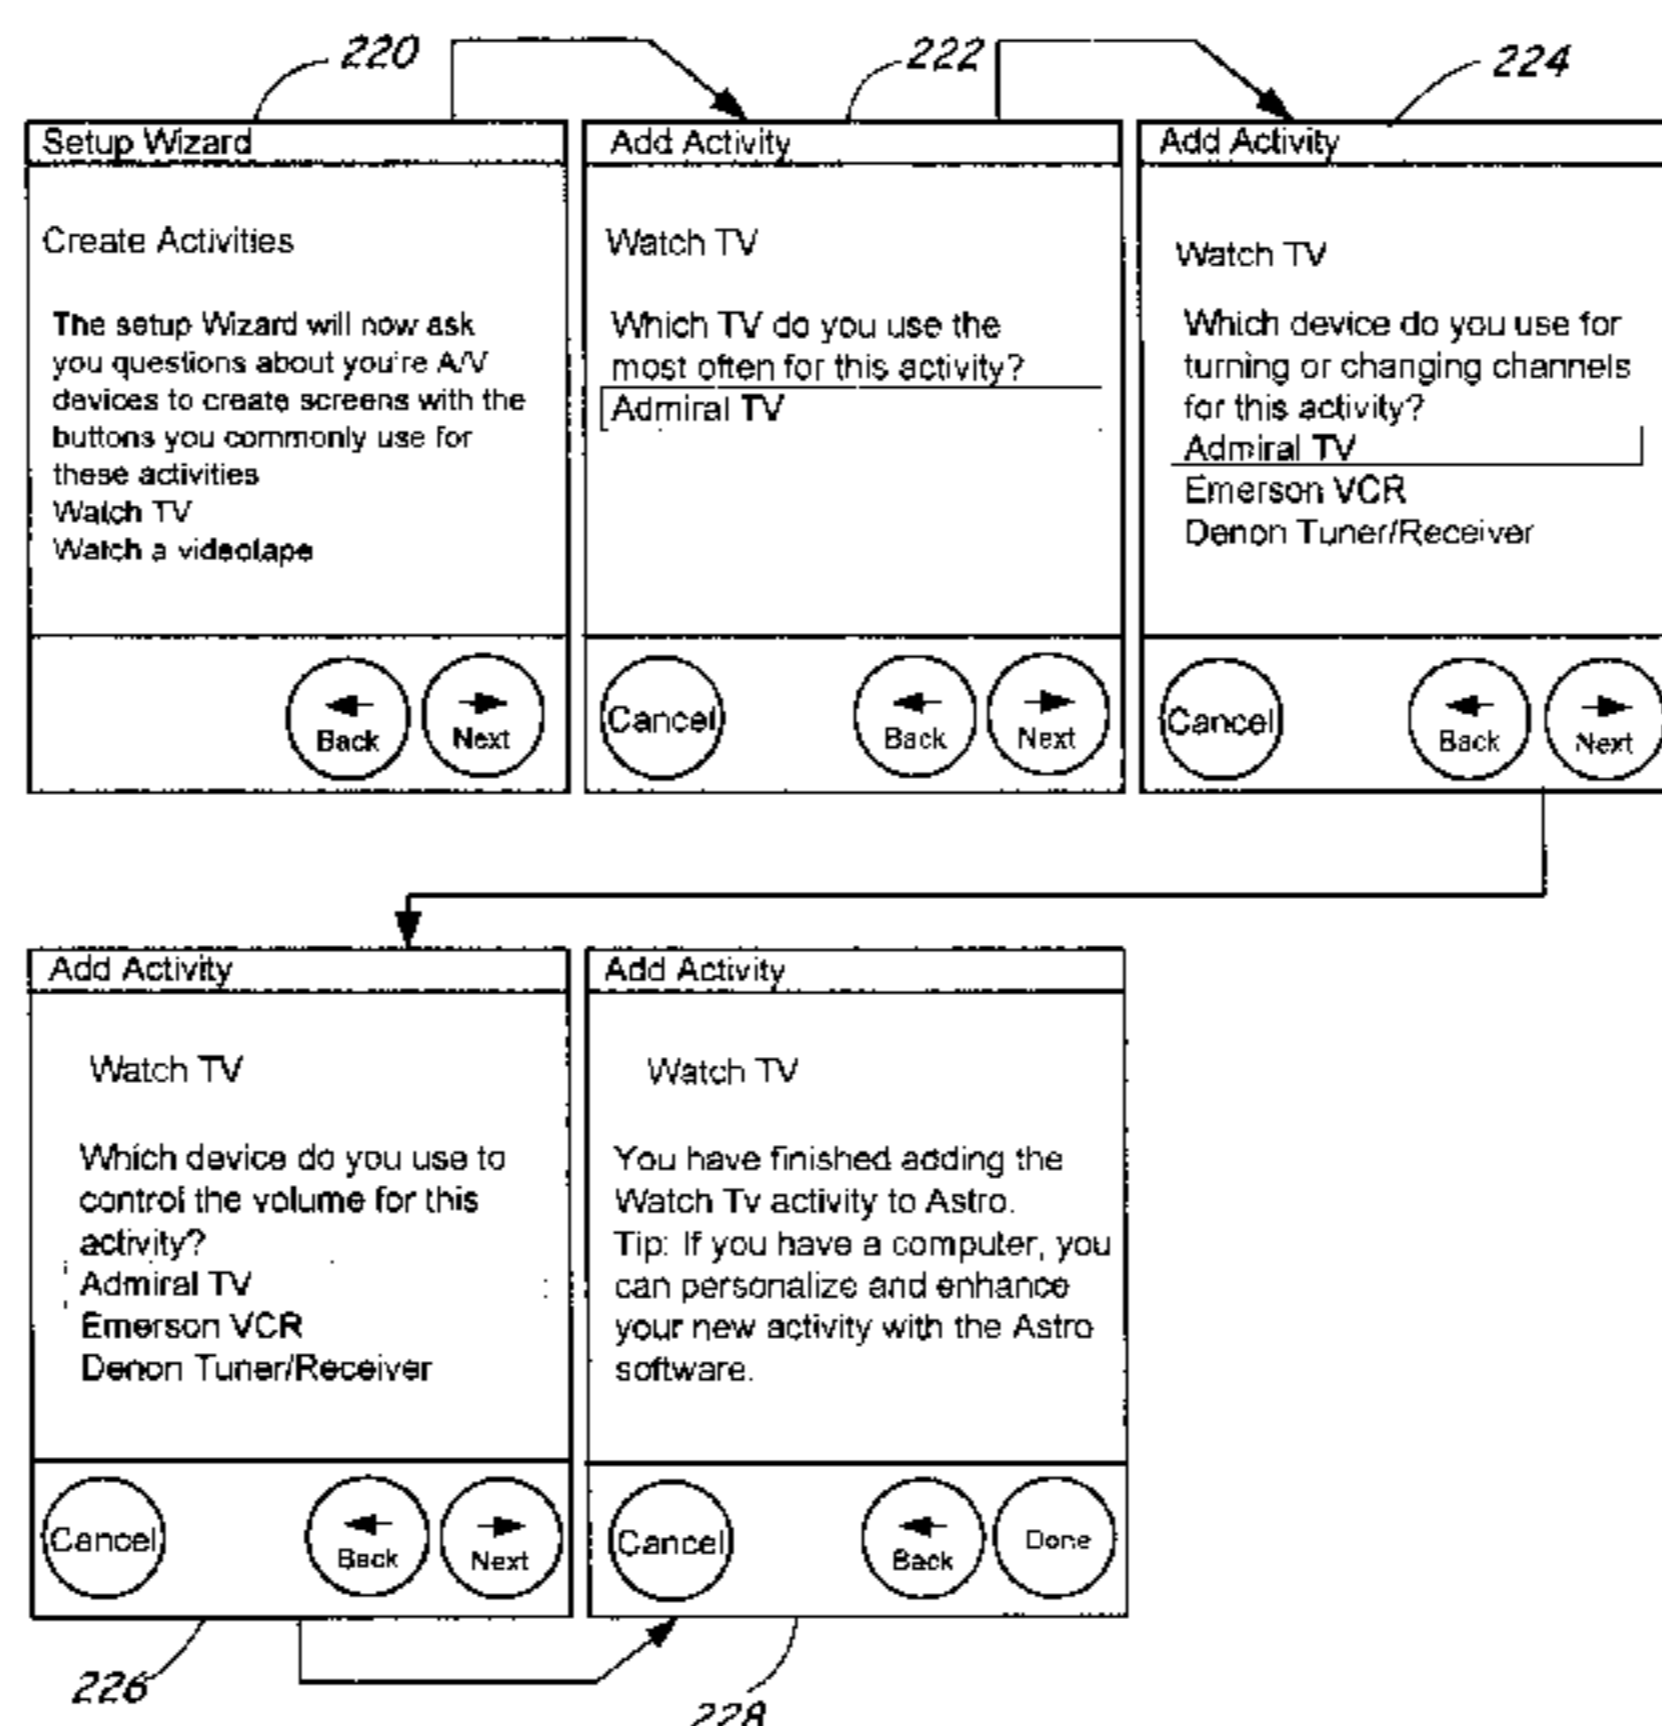 220
222
224
Setup Wizard
Create Activities
The setup Wizard will now ask
you questions about you're A/V
devices to create screens with the
buttons you commonly use for
these activities
Watch TV
Watch a videotape
Back
Next
Add Activity
Watch TV
Which TV do you use the
most often for this activity?
Admiral TV
Cancel
Back
Next
Add Activity
Watch TV
Which device do you use for
turning or changing channels
for this activity?
Admiral TV
Emerson VCR
Denon Tuner/Receiver
Cancel
Back
Next
Add Activity
Watch TV
Which device do you use to
control the volume for this
activity?
Admiral TV
Emerson VCR
Denon Tuner/Receiver
Cancel
Back
Next
Add Activity
Watch TV
You have finished adding the
Watch Tv activity to Astro.
Tip: If you have a computer, you
can personalize and enhance
your new activity with the Astro
software.
Cancel
Back
Done
226
228